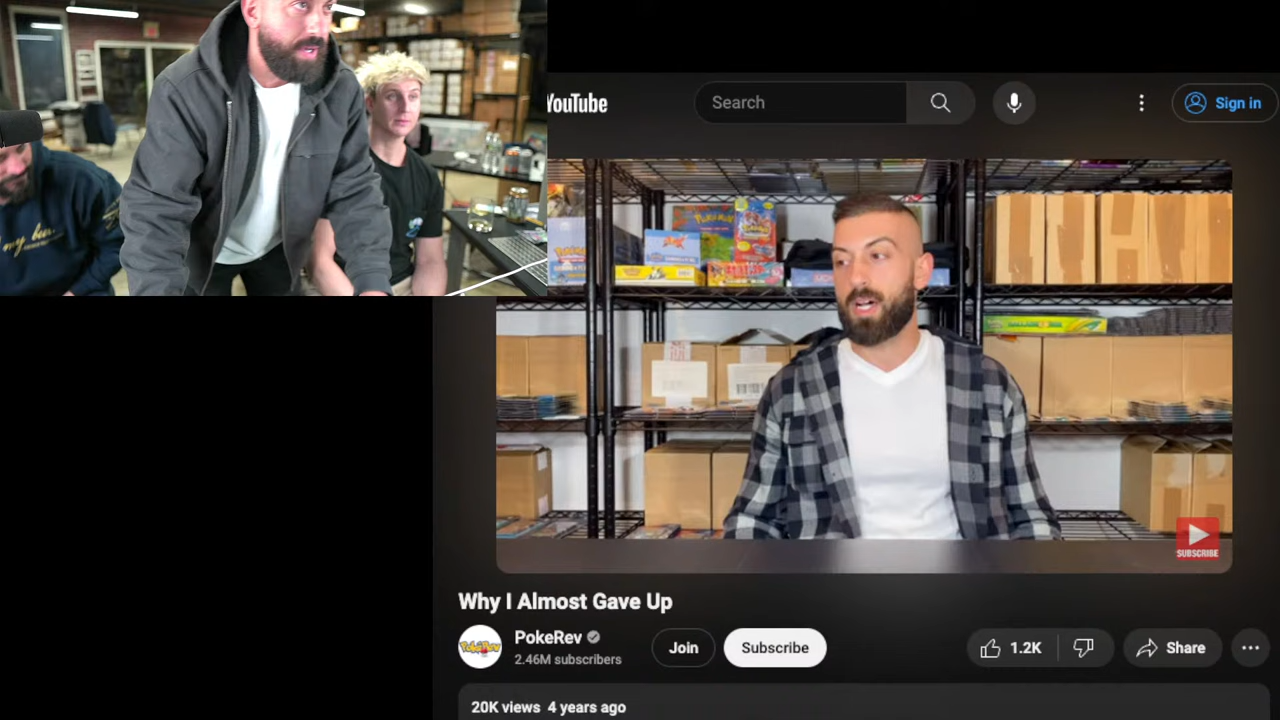 YouTube
Search
Sign in
Pokémon
SUBSCRIBE
Why I Almost Gave Up
PokeRev
2.46M subscribers
Join
Subscribe
1.2K
Share
20K views 4 years ago